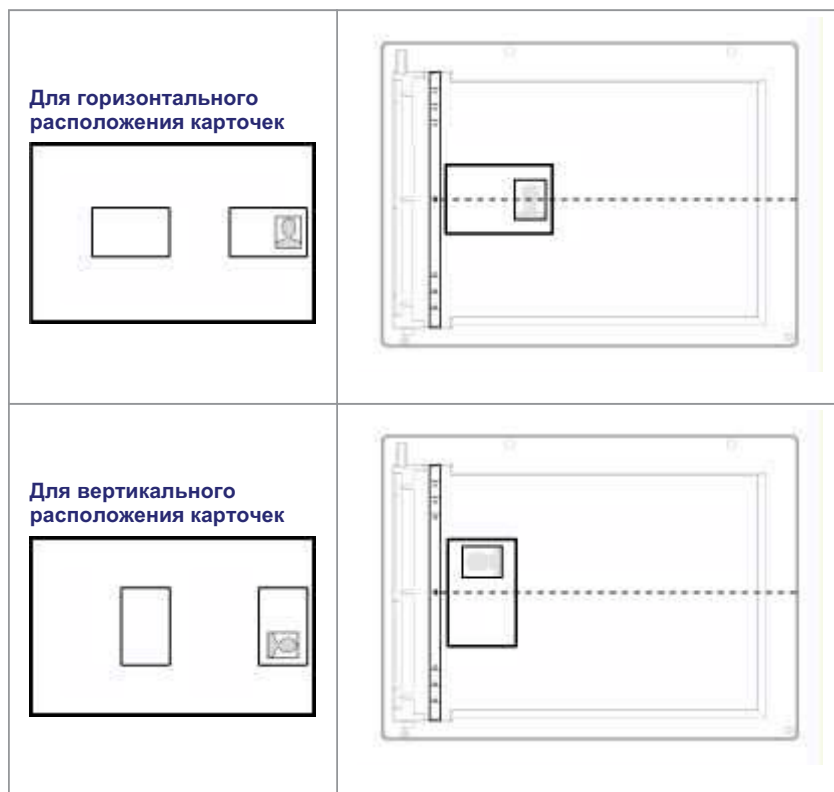 Для горизонтального
расположения карточек
Для вертикального
расположения карточек